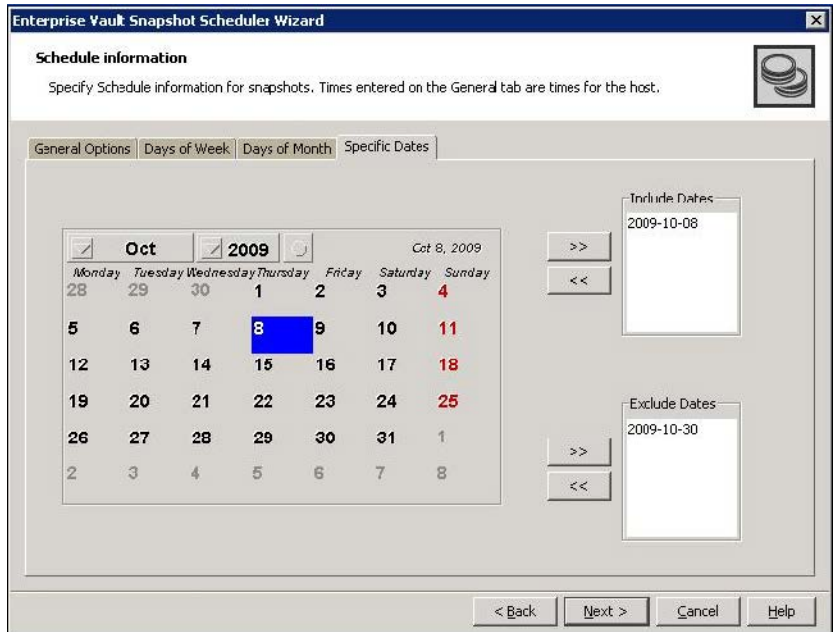 Enterprise Vault Snapshot Scheduler Wizard
Schedule information
Specify Schedule information for snapshots. Times entered on the General tab are times for the host.
General Options Days of Week Days of Month Specific Dates
Oct 2009 Oct 8, 2009
Monday Tuesday Wednesday Thursday Friday Saturday Sunday
28 29 30 1 2 3 4
5 6 7 8 9 10 11
12 13 14 15 16 17 18
19 20 21 22 23 24 25
26 27 28 29 30 31 1
2 3 4 5 6 7 8
>>
<<
Include Dates
2009-10-08
>>
<<
Exclude Dates
2009-10-30
< Back Next > Cancel Help